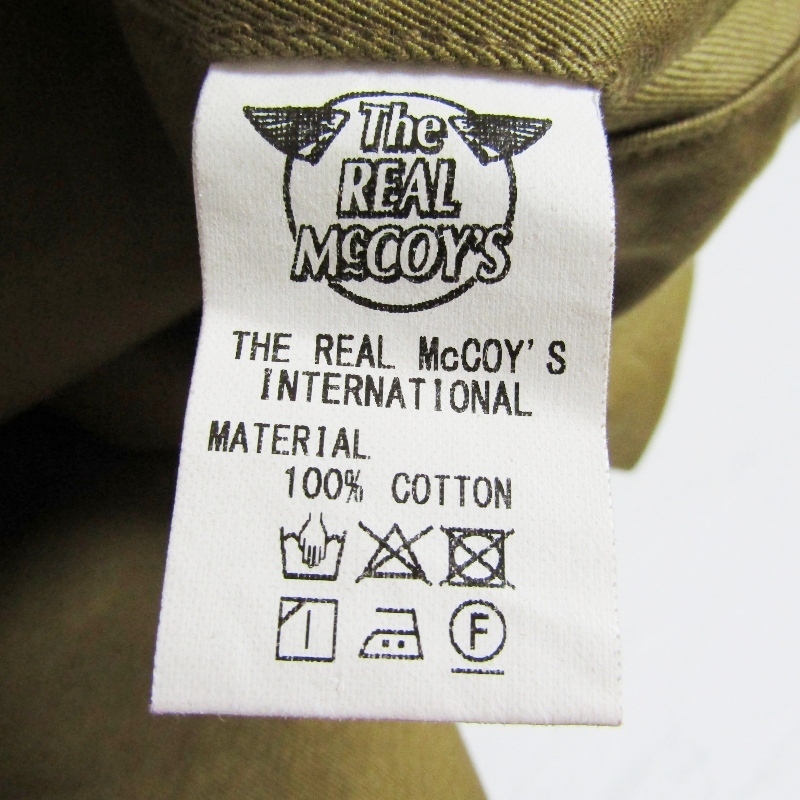 The
REAL
McCOY'S
THE REAL McCOY'S
INTERNATIONAL
MATERIAL
100% COTTON
F